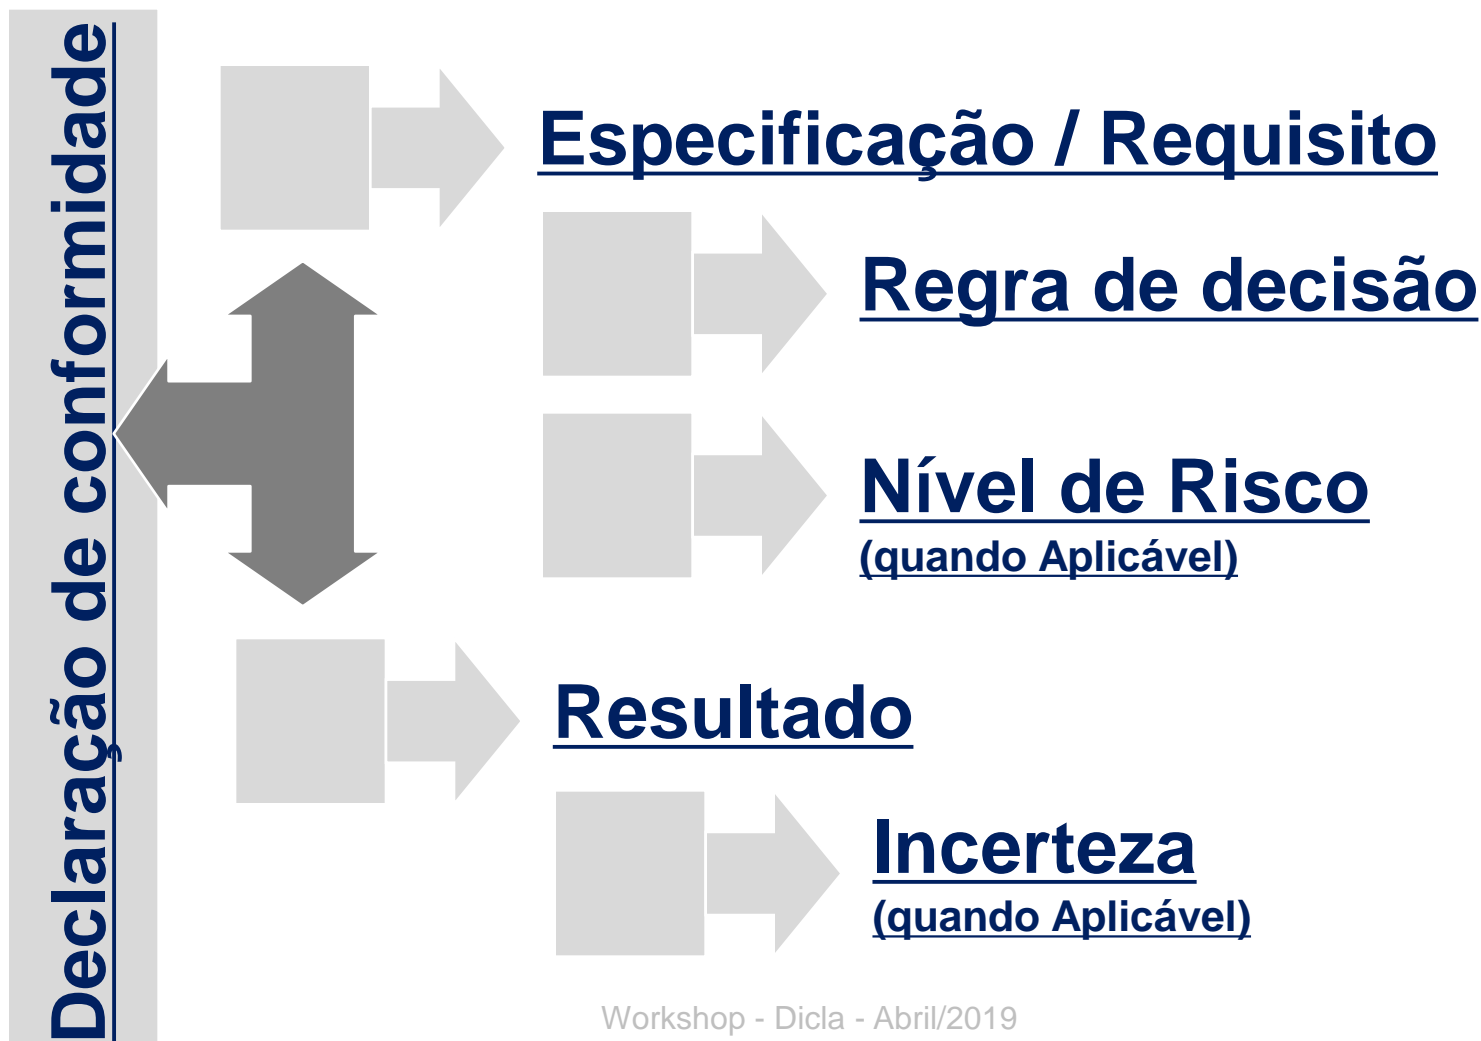 Declaração de conformidade
Especificação / Requisito
Regra de decisão
Nível de Risco
(quando Aplicável)
Resultado
Incerteza
(quando Aplicável)
Workshop - Dicla - Abril/2019